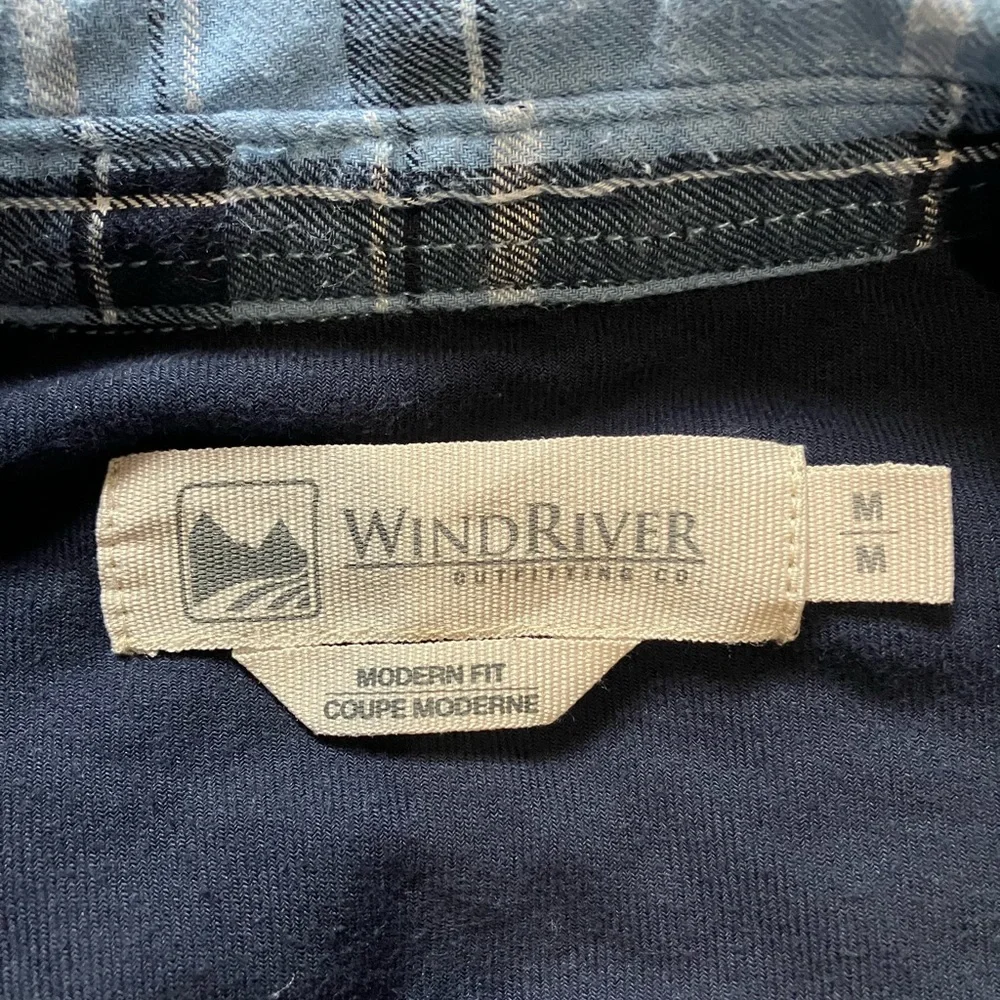 WINDRIVER
OUTFITTING CO
M
M
MODERN FIT
COUPE MODERNE